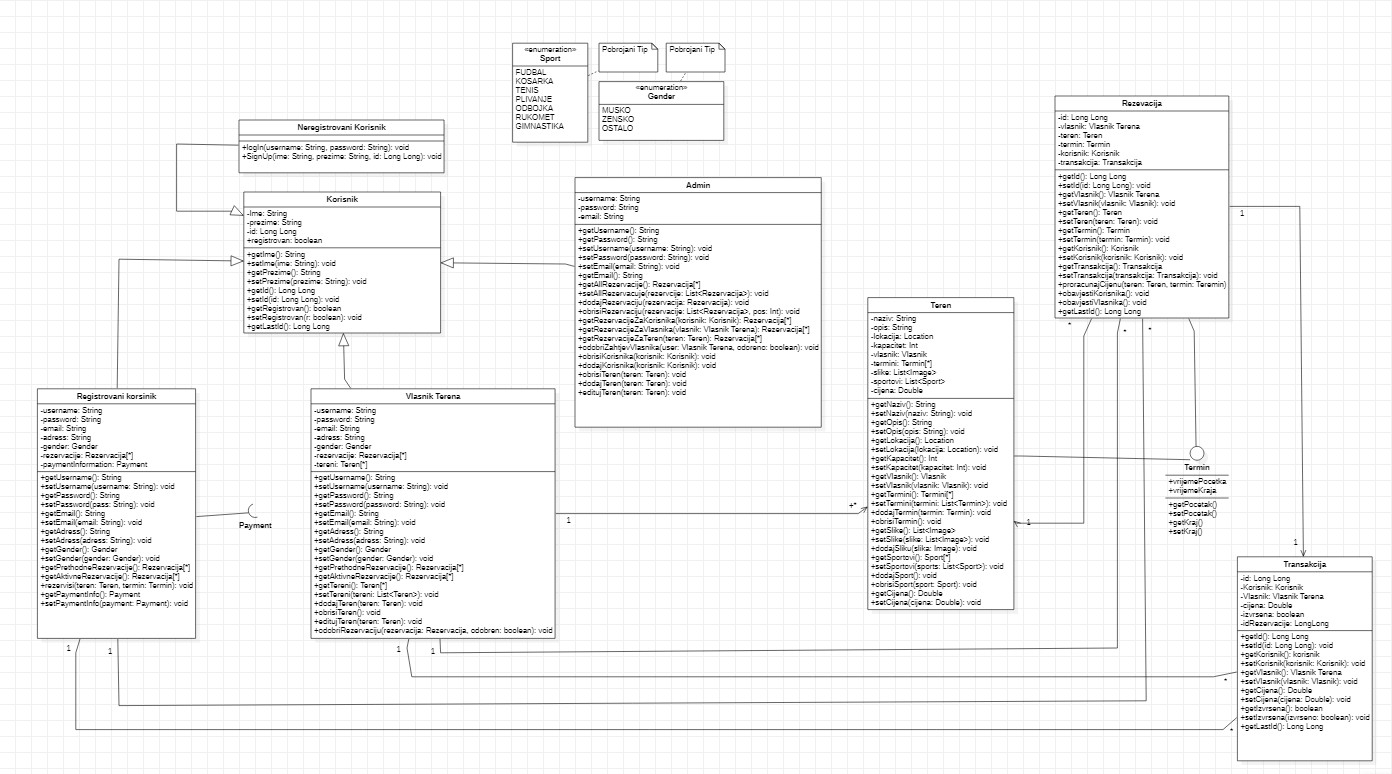 «enumeration»
Sport
FUDBAL
KOSARKA
TENIS
PLIVANJE
ODBOJKA
RUKOMET
GIMNASTIKA
Pobrojani Tip
Pobrojani Tip
«enumeration»
Gender
MUSKO
ZENSKO
OSTALO
Neregistrovani Korisnik
+logIn(username: String, password: String): void
+SignUp(ime: String, prezime: String, id: Long Long): void
Korisnik
-Ime: String
-prezime: String
-id: Long Long
+registrovan: boolean
+getIme(): String
+setIme(ime: String): void
+getPrezime(): String
+setPrezime(prezime: String): void
+getId(): Long Long
+setId(id: Long Long): void
+getRegistrovan(): boolean
+setRegistrovan(r: boolean): void
+getLastId(): Long Long
Admin
-username: String
-password: String
-email: String
+getUsername(): String
+getPassword(): String
+setUsername(username: String): void
+setPassword(password: String): void
+setEmail(email: String): void
+getEmail(): String
+getAllRezervacije(): Rezervacija[*]
+setAllRezervacuje(rezervcije: List<Rezervacija>): void
+dodajRezervaciju(rezervacija: Rezervacija): void
+obrisiRezervaciju(rezervacije: List<Rezervacija>, pos: Int): void
+getRezervacijeZaKorisnika(korisnik: Korisnik): Rezervacija[*]
+getRezervacijeZaVlasnika(vlasnik: Vlasnik Terena): Rezervacija[*]
+getRezervacijeZaTeren(teren: Teren): Rezervacija[*]
+odobriZahtjevVlasnika(user: Vlasnik Terena, odoreno: boolean): void
+obrisiKorisnika(korisnik: Korisnik): void
+dodajKorisnika(korisnik: Korisnik): void
+obrisiTeren(teren: Teren): void
+dodajTeren(teren: Teren): void
+editujTeren(teren: Teren): void
Rezevacija
-id: Long Long
-vlasnik: Vlasnik Terena
-teren: Teren
-termin: Termin
-korisnik: Korisnik
-transakcija: Transakcija
+getId(): Long Long
+setId(id: Long Long): void
+getVlasnik(): Vlasnik Terena
+setVlasnik(vlasnik: Vlasnik): void
+getTeren(): Teren
+setTeren(teren: Teren): void
+getTermin(): Termin
+setTermin(termin: Termin): void
+getKorisnik(): Korisnik
+setKorisnik(korisnik: Korisnik): void
+getTransakcija(): Transakcija
+setTransakcija(transakcija: Transakcija): void
+proracunajCijenu(teren: Teren, termin: Teremin)
+obavjestiKorisnika(): void
+obavjestiVlasnika(): void
+getLastId(): Long Long
Teren
-naziv: String
-opis: String
-lokacija: Location
-kapacitet: Int
-vlasnik: Vlasnik
-termini: Termin[*]
-slike: List<Image>
-sportovi: List<Sport>
-cijena: Double
+getNaziv(): String
+setNaziv(naziv: String): void
+getOpis(): String
+setOpis(opis: String): void
+getLokacija(): Location
+setLokacija(lokacija: Location): void
+getKapacitet(): Int
+setKapacitet(kapacitet: Int): void
+getVlasnik(): Vlasnik
+setVlasnik(vlasnik: Vlasnik): void
+getTermini(): Termini[*]
+setTermini(termini: List<Termin>): void
+dodajTermin(termin: Termin): void
+obrisiTermin(): void
+getSlike(): List<Image>
+setSlike(slike: List<Image>): void
+dodajSliku(slika: Image): void
+getSportovi(): Sport[*]
+setSportovi(sports: List<Sport>): void
+dodajSport(): void
+obrisiSport(sport: Sport): void
+getCijena(): Double
+setCijena(cijena: Double): void
Registrovani korsinik
-username: String
-password: String
-email: String
-adress: String
-gender: Gender
-rezervacije: Rezervacija[*]
-paymentInformation: Payment
+getUsername(): String
+setUsername(username: String): void
+getPassword(): String
+setPassword(pass: String): void
+getEmail(): String
+setEmail(email: String): void
+getAdress(): String
+setAdress(adress: String): void
+getGender(): Gender
+setGender(gender: Gender): void
+getPrethodneRezervacije(): Rezervacija[*]
+getAktivneRezervacije(): Rezervacija[*]
+rezervisi(teren: Teren, termin: Termin): void
+getPaymentInfo(): Payment
+setPaymentInfo(payment: Payment): void
Payment
Vlasnik Terena
-username: String
-password: String
-email: String
-adress: String
-gender: Gender
-rezervacije: Rezervacija[*]
-tereni: Teren[*]
+getUsername(): String
+setUsername(username: String): void
+getPassword(): String
+setPassword(password: String): void
+getEmail(): String
+setEmail(email: String): void
+getAdress(): String
+setAdress(adress: String): void
+getGender(): Gender
+setGender(gender: Gender): void
+getPrethodneRezervacije(): Rezervacija[*]
+getAktivneRezervacije(): Rezervacija[*]
+getTereni(): Teren[*]
+setTereni(tereni: List<Teren>): void
+dodajTeren(teren: Teren): void
+obrisiTeren(): void
+editujTeren(teren: Teren): void
+odobriRezervaciju(rezervacija: Rezervacija, odobren: boolean): void
Termin
+vrijemePocetka
+vrijemeKraja
+getPocetak()
+setPocetak()
+getKraj()
+setKraj()
Transakcija
-id: Long Long
-Korisnik: Korisnik
-Vlasnik: Vlasnik Terena
-cijena: Double
-izvrsena: boolean
-idRezervacije: LongLong
+getId(): Long Long
+setId(id: Long Long): void
+getKorisnik(): korisnik
+setKorisnik(korisnik: Korisnik): void
+getVlasnik(): Vlasnik Terena
+setVlasnik(vlasnik: Vlasnik): void
+getCijena(): Double
+setCijena(cijena: Double): void
+getIzvrsena(): boolean
+setIzvrsena(izvrseno: boolean): void
+getLastId(): Long Long
1
1
*
*
*
1
1
+*
1
1
1
1
*
*